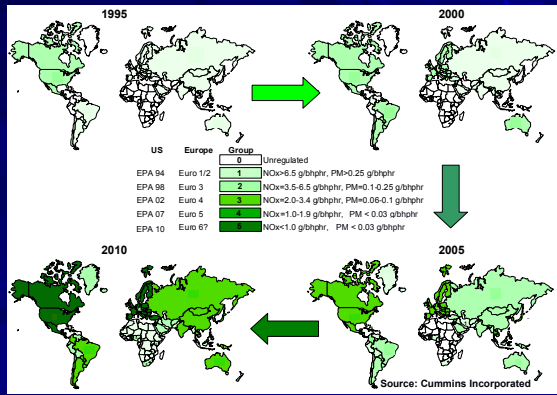 1995
2000
US Europe Group
0 Unregulated
EPA 94 Euro 1/2 1 NOx>6.5 g/bhphr, PM>0.25 g/bhphr
EPA 98 Euro 3 2 NOx=3.5-6.5 g/bhphr, PM=0.1-0.25 g/bhphr
EPA 02 Euro 4 3 NOx=2.0-3.4 g/bhphr, PM=0.06-0.1 g/bhphr
EPA 07 Euro 5 4 NOx=1.0-1.9 g/bhphr, PM < 0.03 g/bhphr
EPA 10 Euro 6? 5 NOx<1.0 g/bhphr, PM < 0.03 g/bhphr
2010
2005
Source: Cummins Incorporated